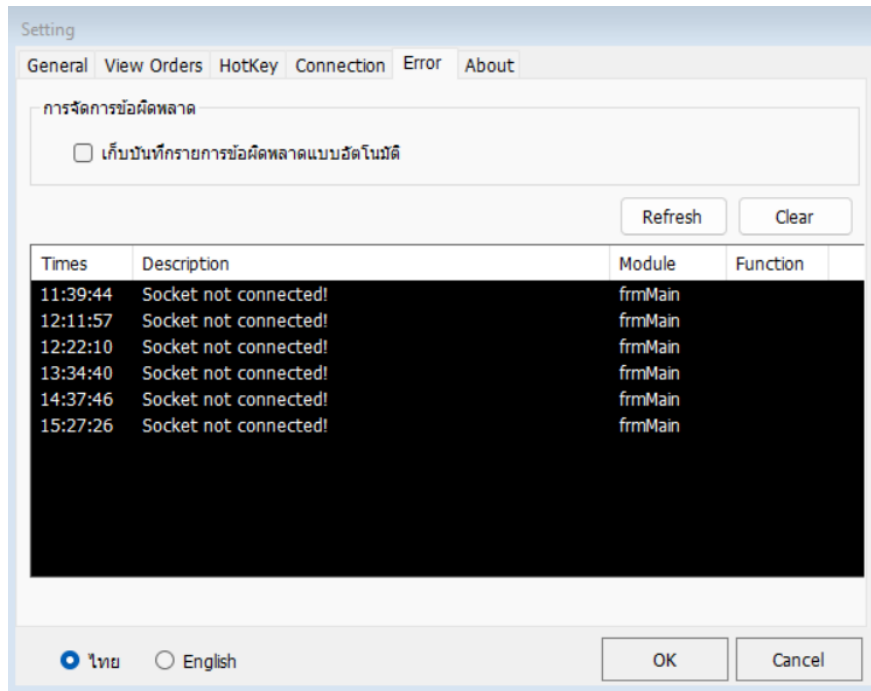 Setting
General View Orders HotKey Connection Error About
การจัดการข้อผิดพลาด
เก็บบันทึกรายการข้อผิดพลาดแบบอัตโนมัติ
Refresh Clear
Times Description Module Function
11:39:44 Socket not connected! frmMain
12:11:57 Socket not connected! frmMain
12:22:10 Socket not connected! frmMain
13:34:40 Socket not connected! frmMain
14:37:46 Socket not connected! frmMain
15:27:26 Socket not connected! frmMain
ไทย English OK Cancel